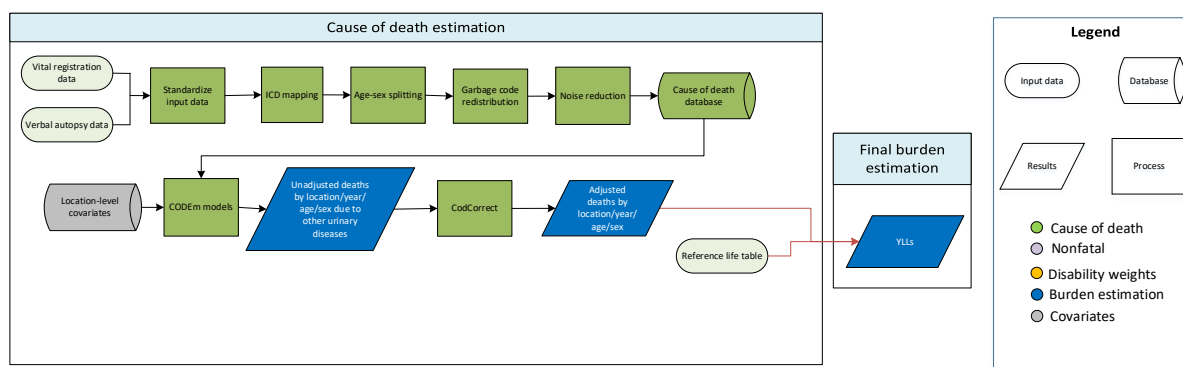 Cause of death estimation
Vital registration
data
Verbal autopsy data
Standardize
input data
ICD mapping
Age-sex splitting
Garbage code
redistribution
Noise reduction
Cause of death
database
Location-level
covariates
CODEm models
Unadjusted deaths
by location/year/
age/sex due to
other urinary
diseases
CodCorrect
Adjusted
deaths by
location/year/
age/sex
Reference life table
Final burden
estimation
YLLs
Legend
Input data
Database
Results
Process
Cause of death
Nonfatal
Disability weights
Burden estimation
Covariates